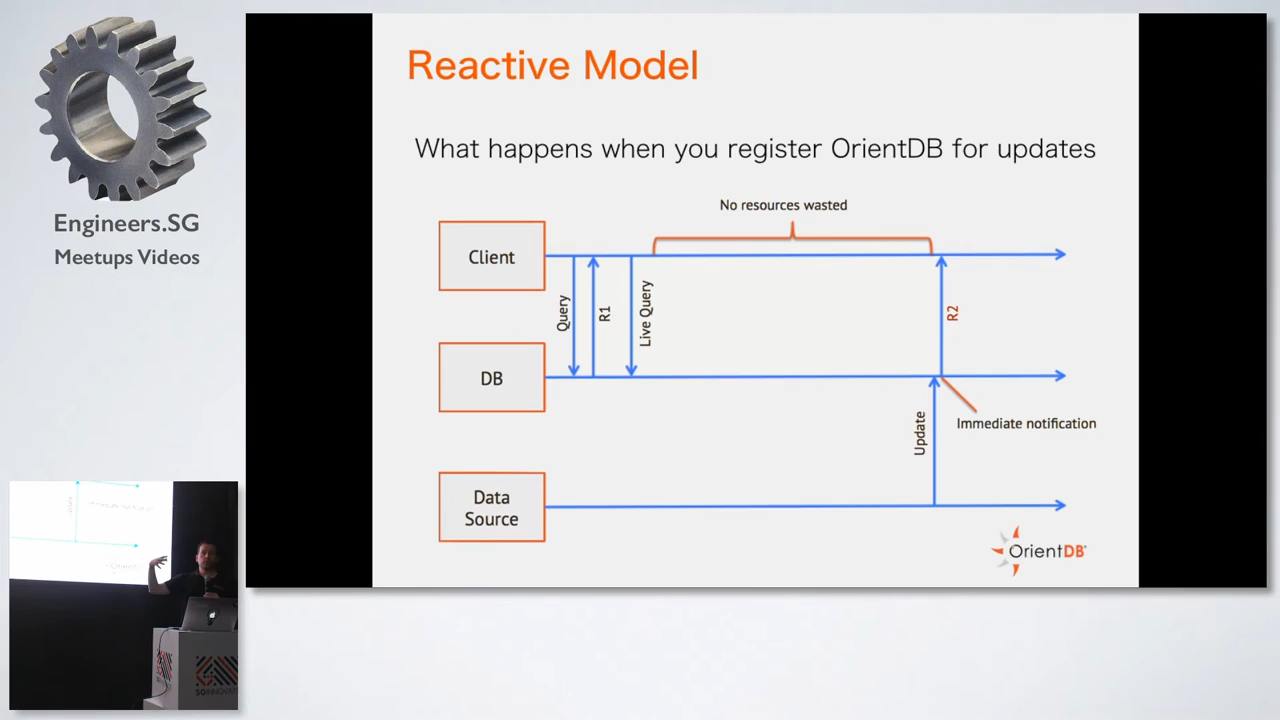 Reactive Model
What happens when you register OrientDB for updates
No resources wasted
Client
Query
R1
Live Query
R2
DB
Update
Immediate notification
Data
Source
OrientDB
Engineers.SG
Meetups Videos